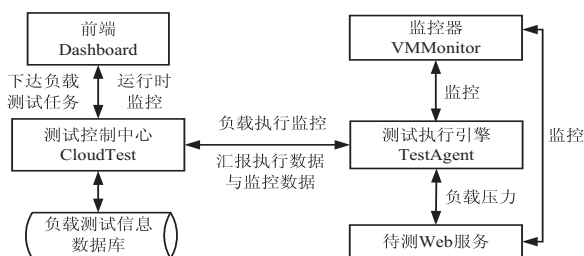 前端
Dashboard
监控器
VMMonitor
下达负载
测试任务
运行时
监控
监控
监控
测试控制中心
CloudTest
负载执行监控
汇报执行数据
与监控数据
测试执行引擎
TestAgent
负载压力
负载测试信息
数据库
待测Web服务